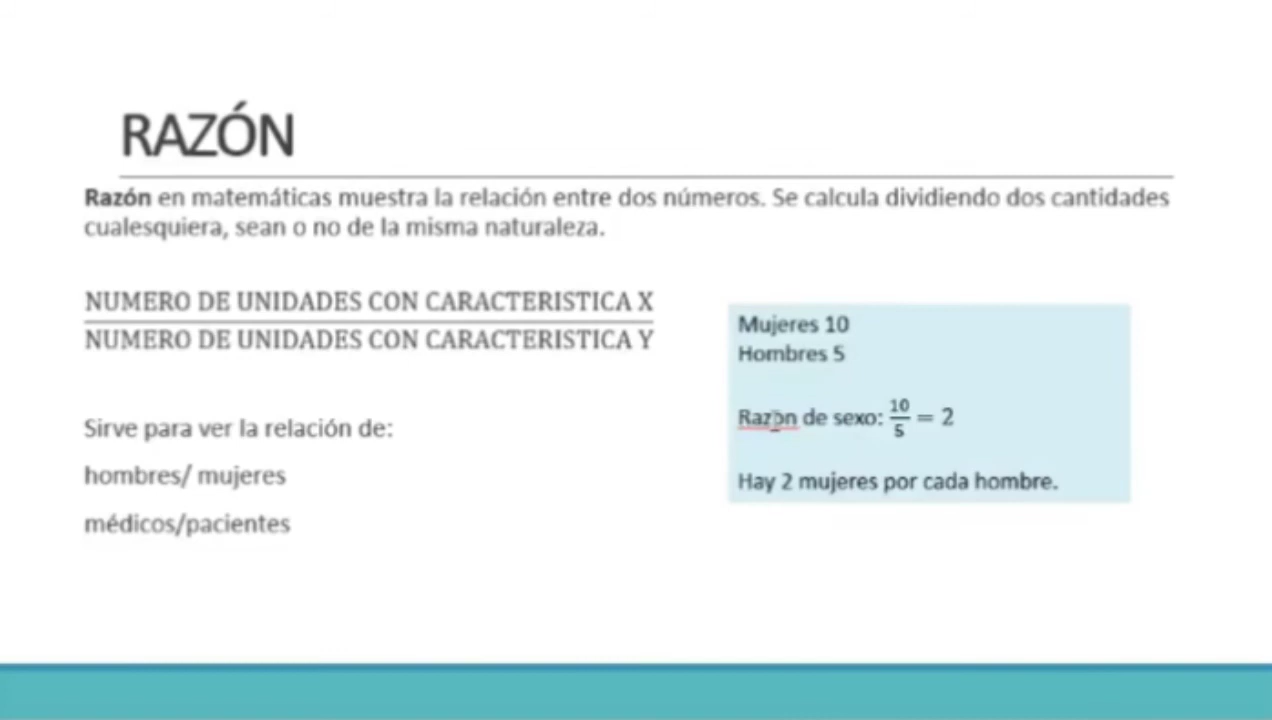 RAZÓN
Razón en matemáticas muestra la relación entre dos números. Se calcula dividiendo dos cantidades
cualesquiera, sean o no de la misma naturaleza.
NUMERO DE UNIDADES CON CARACTERISTICA X
NUMERO DE UNIDADES CON CARACTERISTICA Y
Sirve para ver la relación de:
hombres/ mujeres
médicos/pacientes
Mujeres 10
Hombres 5
Razon de sexo: 10/5 = 2
Hay 2 mujeres por cada hombre.